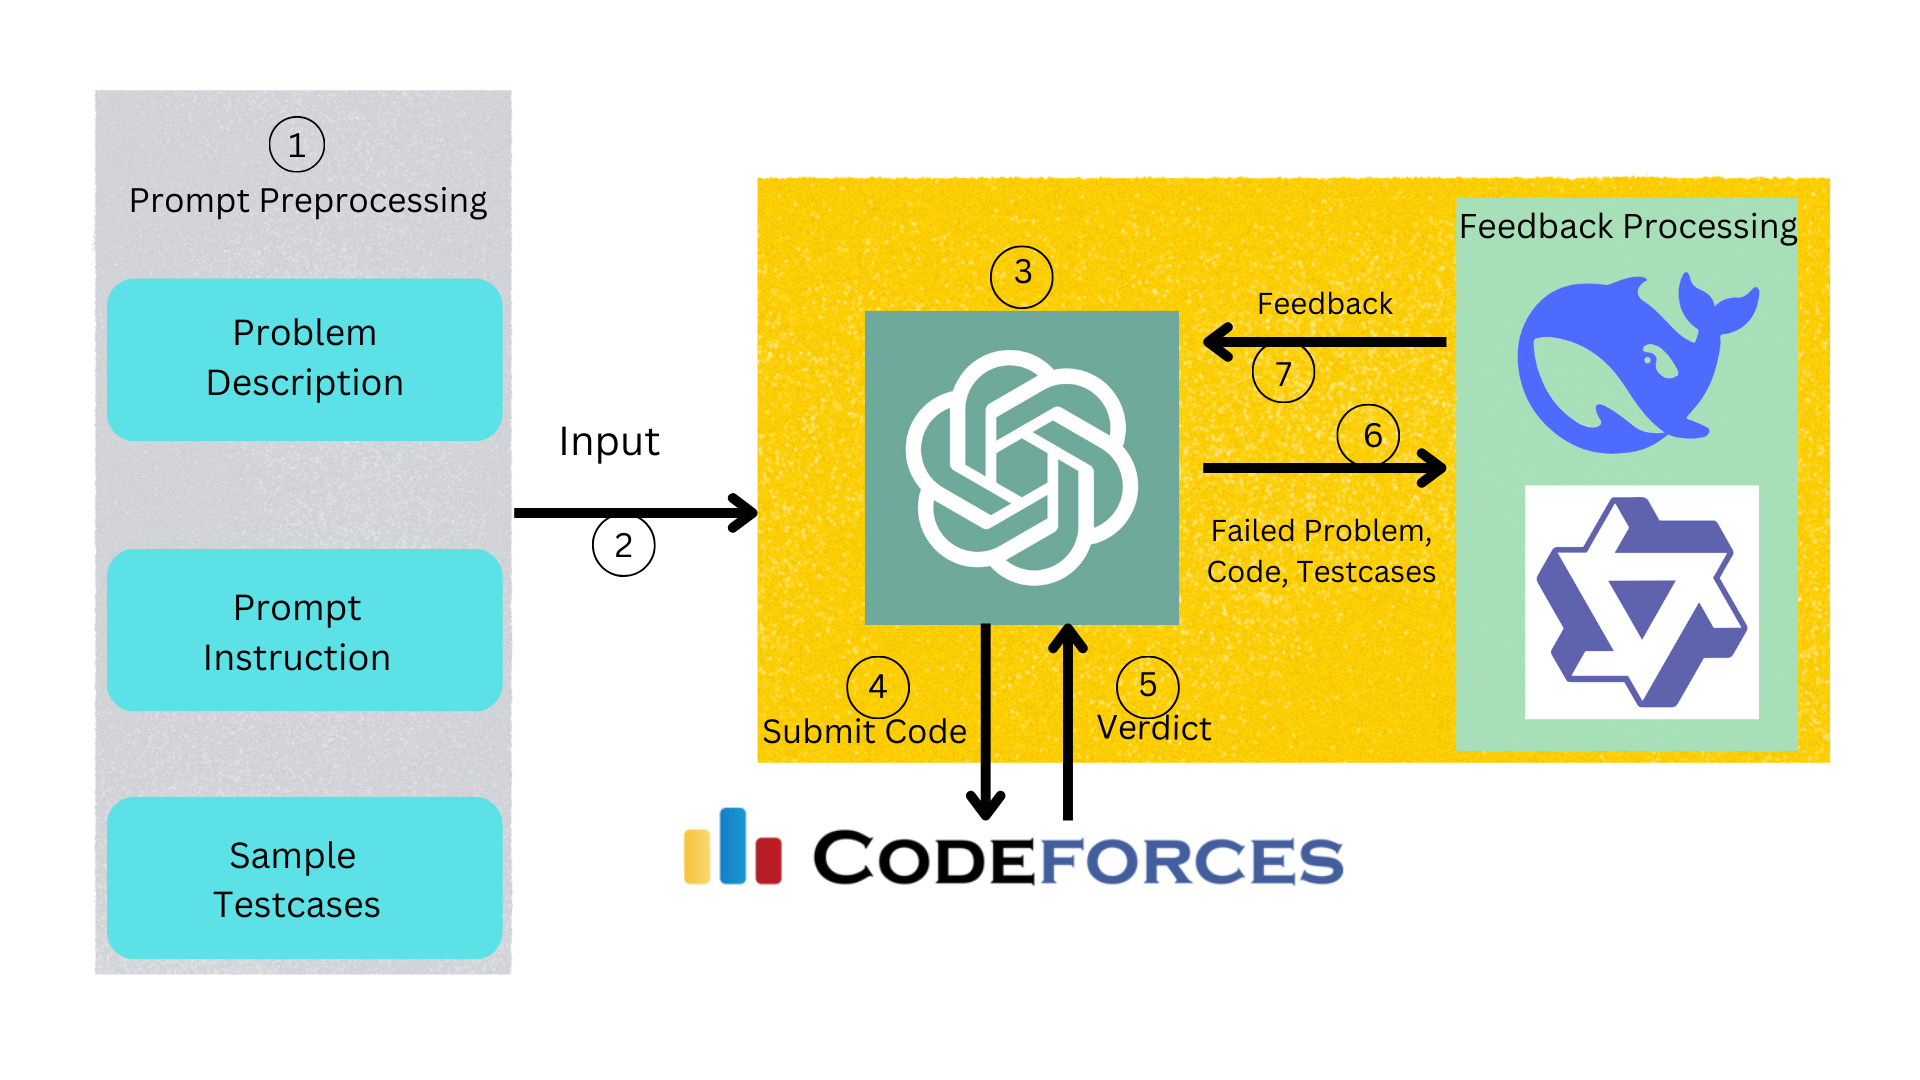 1
Prompt Preprocessing
Problem
Description
Prompt
Instruction
Sample
Testcases
Input
2
3
Feedback
7
6
Failed Problem,
Code, Testcases
Feedback Processing
4
Submit Code
5
Verdict
CODEFORCES